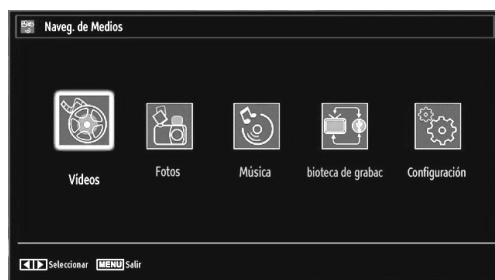 Naveg. de Medios
Vídeos Fotos Música bioteca de grabac Configuración
Seleccionar MENU Salir